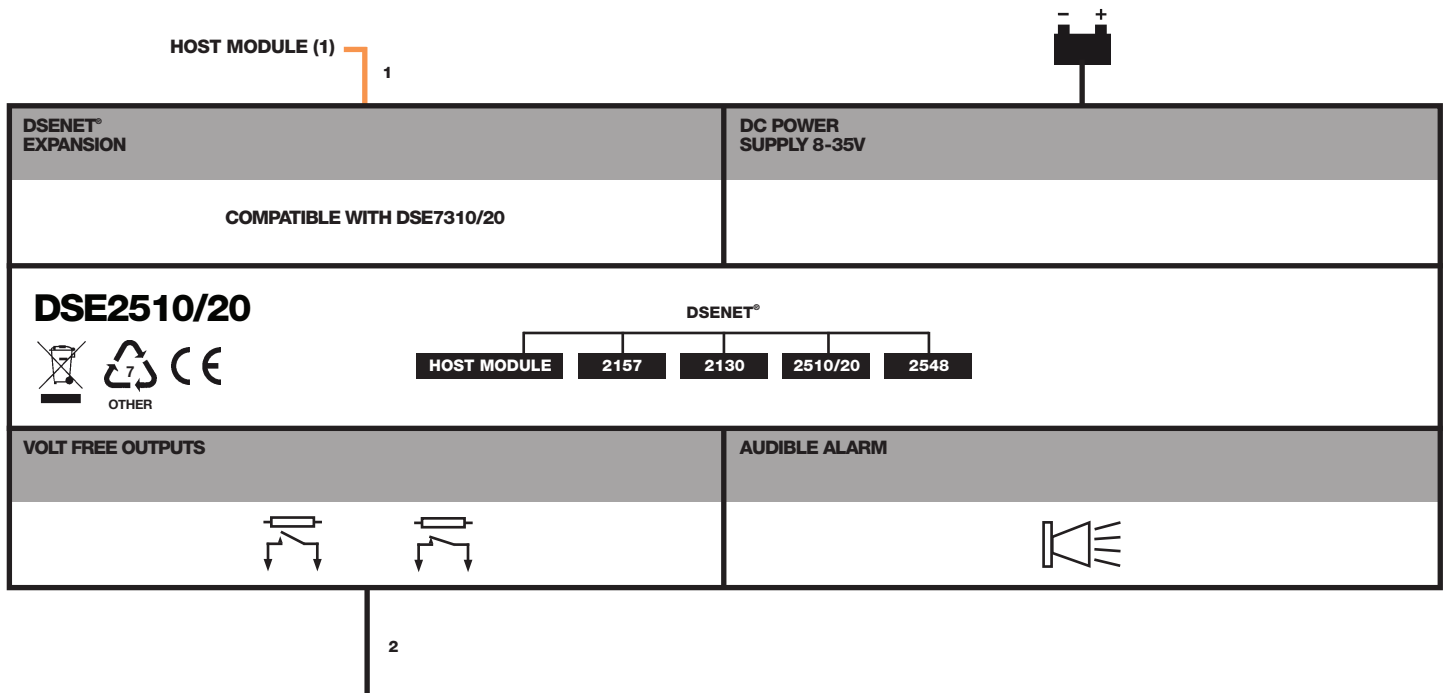 HOST MODULE (1)
1
− +
DSENET®
EXPANSION
DC POWER
SUPPLY 8-35V
COMPATIBLE WITH DSE7310/20
DSE2510/20
7
OTHER
CE
DSENET®
HOST MODULE
2157
2130
2510/20
2548
VOLT FREE OUTPUTS
AUDIBLE ALARM
2